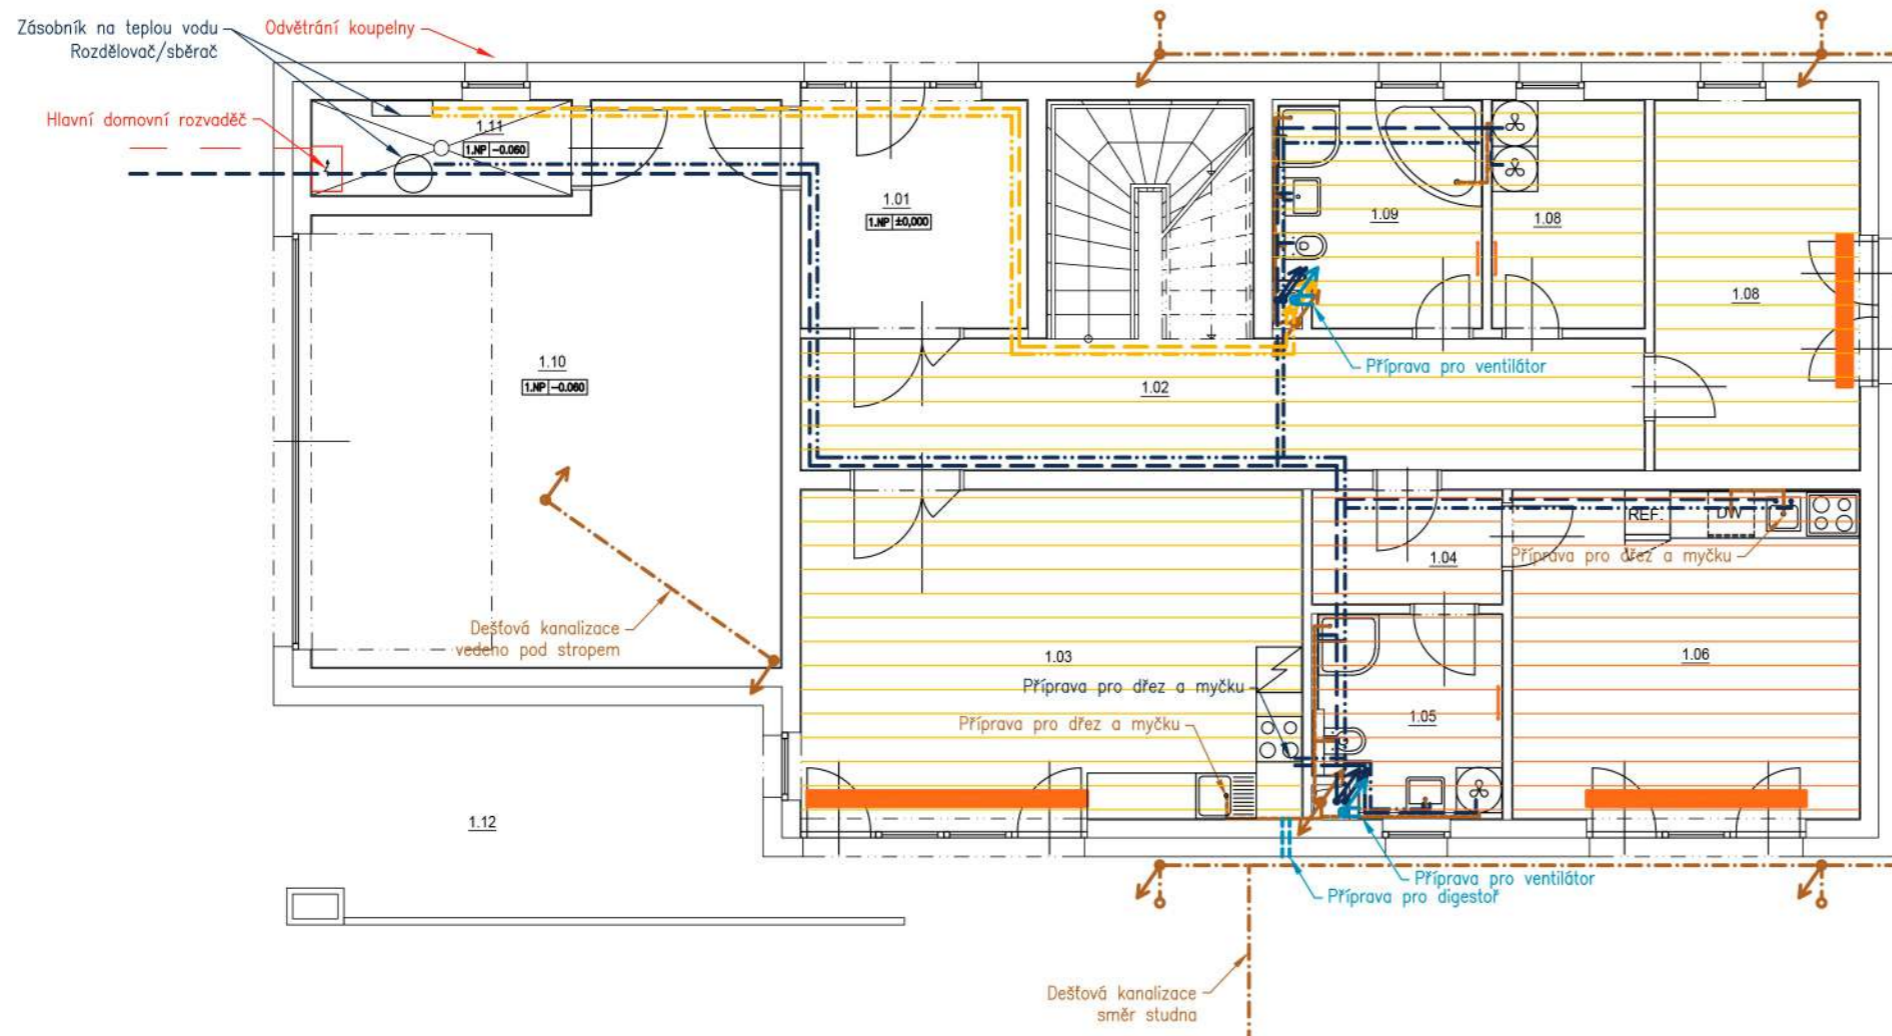 Zásobník na teplou vodu
Rozdělovač/sběrač
Odvětrání koupelny
Hlavní domovní rozvaděč
1.11
1.NP -0.060
1.01
1.NP ±0,000
1.09
1.08
1.08
1.10
1.NP -0.060
1.02
Příprava pro ventilátor
REF.
DW
Příprava pro dřez a myčku
1.04
Dešťová kanalizace
vedeno pod stropem
1.03
1.06
Příprava pro dřez a myčku
Příprava pro dřez a myčku
1.05
1.12
Příprava pro ventilátor
Příprava pro digestoř
Dešťová kanalizace
směr studna